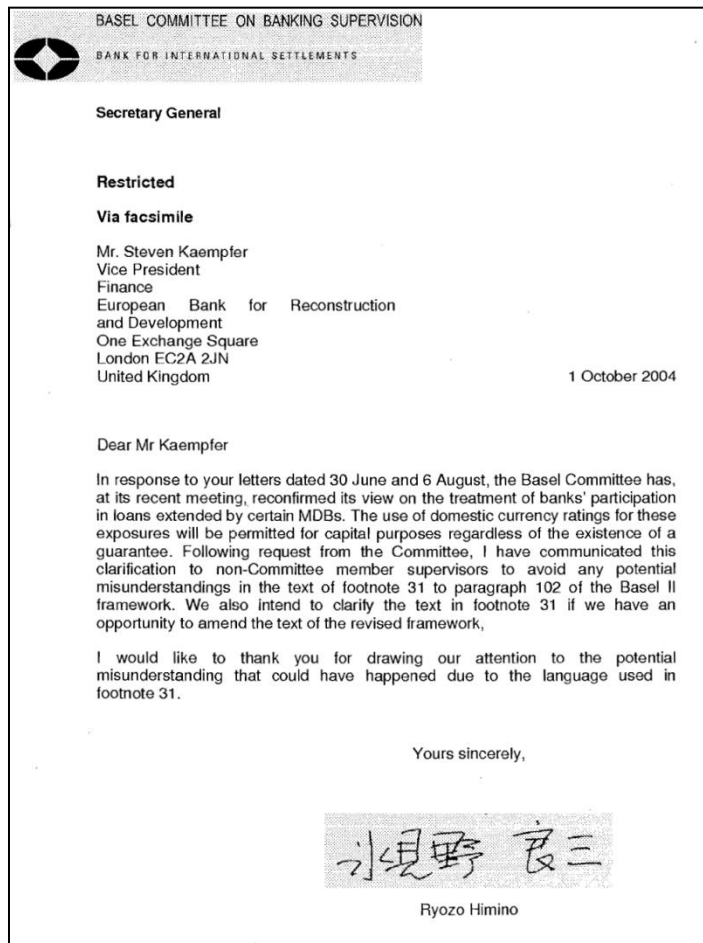 BASEL COMMITTEE ON BANKING SUPERVISION
BANK FOR INTERNATIONAL SETTLEMENTS
Secretary General
Restricted
Via facsimile
Mr. Steven Kaempfer
Vice President
Finance
European Bank for Reconstruction
and Development
One Exchange Square
London EC2A 2JN
United Kingdom 1 October 2004
Dear Mr Kaempfer
In response to your letters dated 30 June and 6 August, the Basel Committee has,
at its recent meeting, reconfirmed its view on the treatment of banks' participation
in loans extended by certain MDBs. The use of domestic currency ratings for these
exposures will be permitted for capital purposes regardless of the existence of a
guarantee. Following request from the Committee, I have communicated this
clarification to non-Committee member supervisors to avoid any potential
misunderstandings in the text of footnote 31 to paragraph 102 of the Basel II
framework. We also intend to clarify the text in footnote 31 if we have an
opportunity to amend the text of the revised framework,
I would like to thank you for drawing our attention to the potential
misunderstanding that could have happened due to the language used in
footnote 31.
Yours sincerely,
氷見野 良三
Ryozo Himino